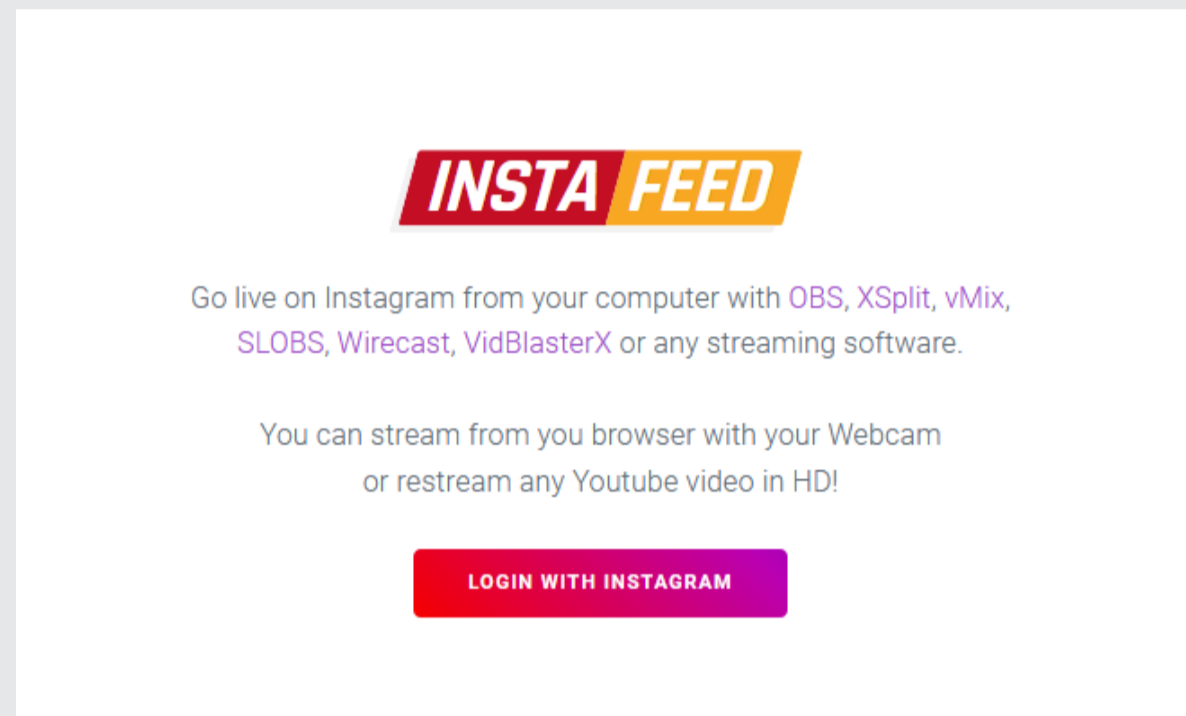 INSTA FEED
Go live on Instagram from your computer with OBS, XSplit, vMix,
SLOBS, Wirecast, VidBlasterX or any streaming software.
You can stream from you browser with your Webcam
or restream any Youtube video in HD!
LOGIN WITH INSTAGRAM